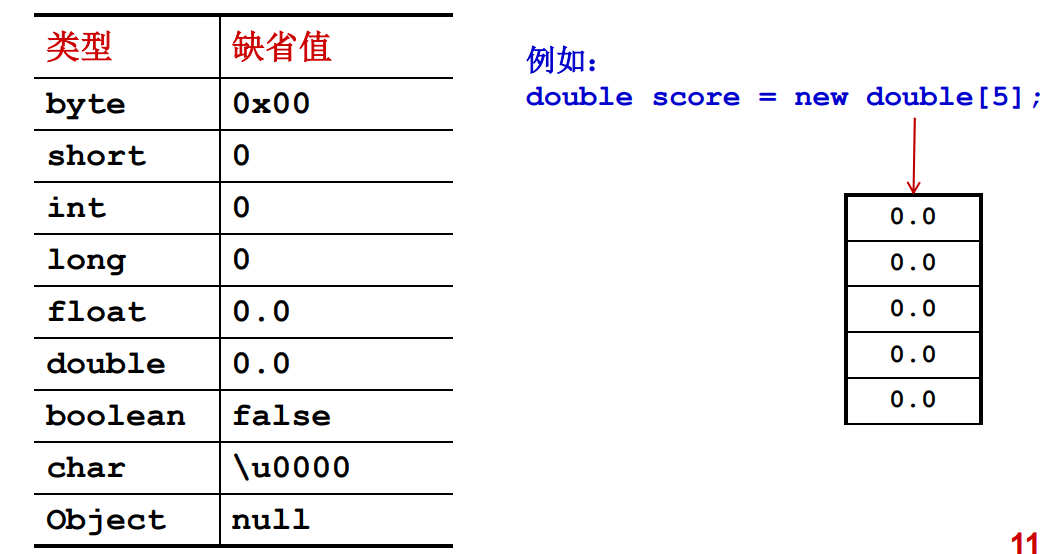 类型 缺省值
byte 0x00
short 0
int 0
long 0
float 0.0
double 0.0
boolean false
char \u0000
Object null
例如：
double score = new double[5];
0.0
0.0
0.0
0.0
0.0
11